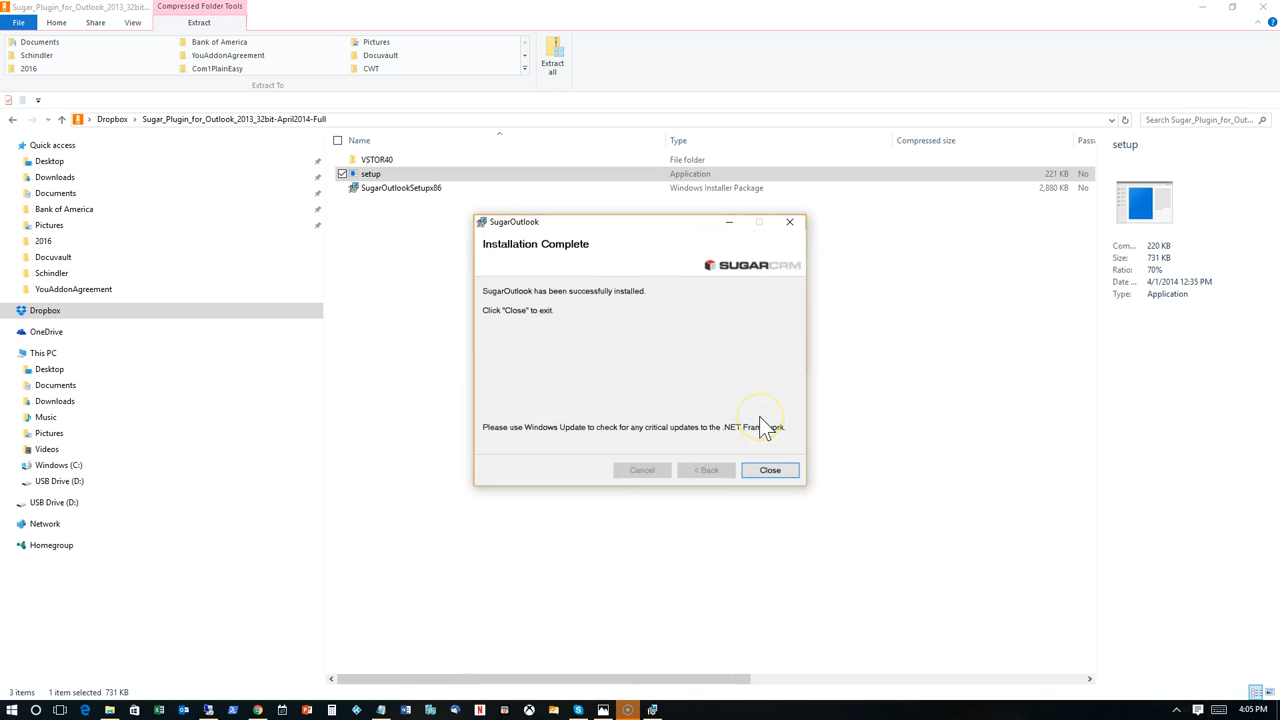 Sugar_Plugin_for_Outlook_2013_32bit-...
Compressed Folder Tools
File
Home
Share
View
Extract
Documents
Bank of America
Pictures
Schindler
YouAddonAgreement
Docuvault
2016
Com1PlainEasy
CWT
Extract all
Extract To
Dropbox
Sugar_Plugin_for_Outlook_2013_32bit-April2014-Full
Search Sugar_Plugin_for_Out...
Name
Type
Compressed size
Passv
VSTOR40
File folder
setup
Application
221 KB
No
SugarOutlookSetupx86
Windows Installer Package
2,880 KB
No
Quick access
Desktop
Downloads
Documents
Bank of America
Pictures
2016
Docuvault
Schindler
YouAddonAgreement
Dropbox
OneDrive
This PC
Desktop
Documents
Downloads
Music
Pictures
Videos
Windows (C:)
USB Drive (D:)
USB Drive (D:)
Network
Homegroup
SugarOutlook
Installation Complete
SUGARCRM
SugarOutlook has been successfully installed.
Click "Close" to exit.
Please use Windows Update to check for any critical updates to the .NET Framework.
Cancel
< Back
Close
setup
Com... 220 KB
Size: 731 KB
Ratio: 70%
Date ... 4/1/2014 12:35 PM
Type: Application
3 items
1 item selected 731 KB
4:05 PM